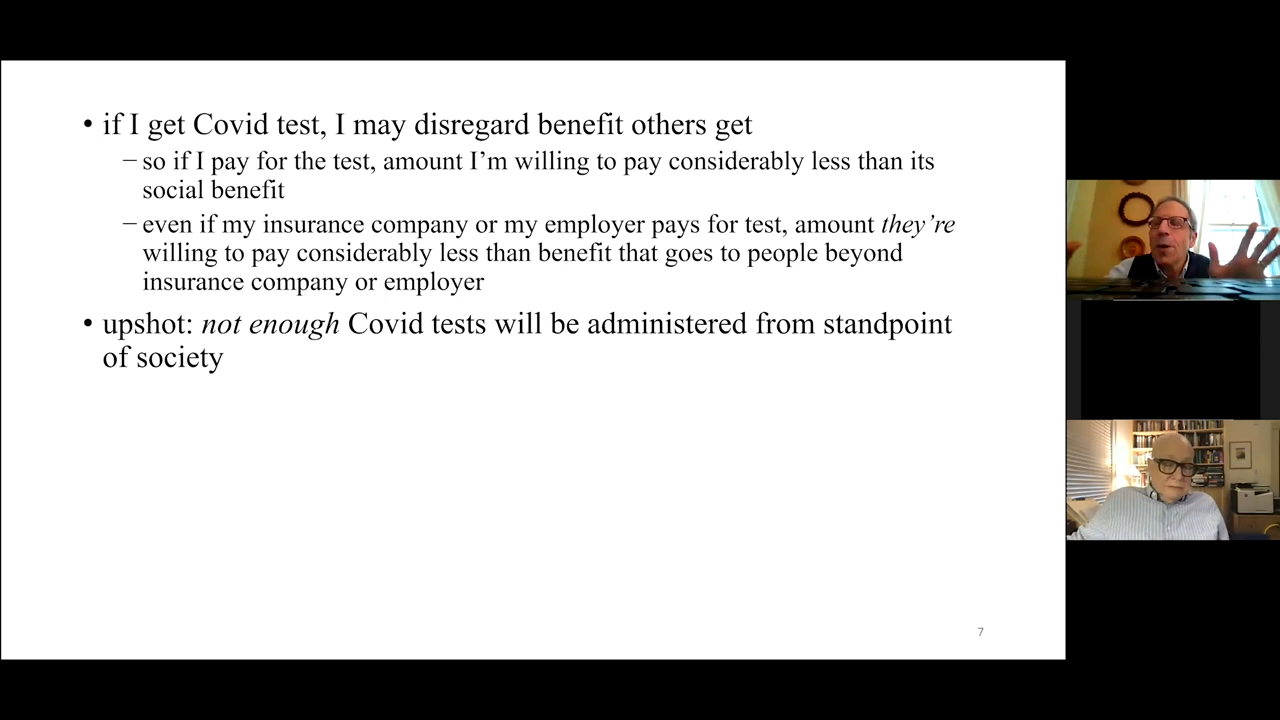 • if I get Covid test, I may disregard benefit others get
– so if I pay for the test, amount I’m willing to pay considerably less than its
social benefit
– even if my insurance company or my employer pays for test, amount they’re
willing to pay considerably less than benefit that goes to people beyond
insurance company or employer
• upshot: not enough Covid tests will be administered from standpoint
of society
7